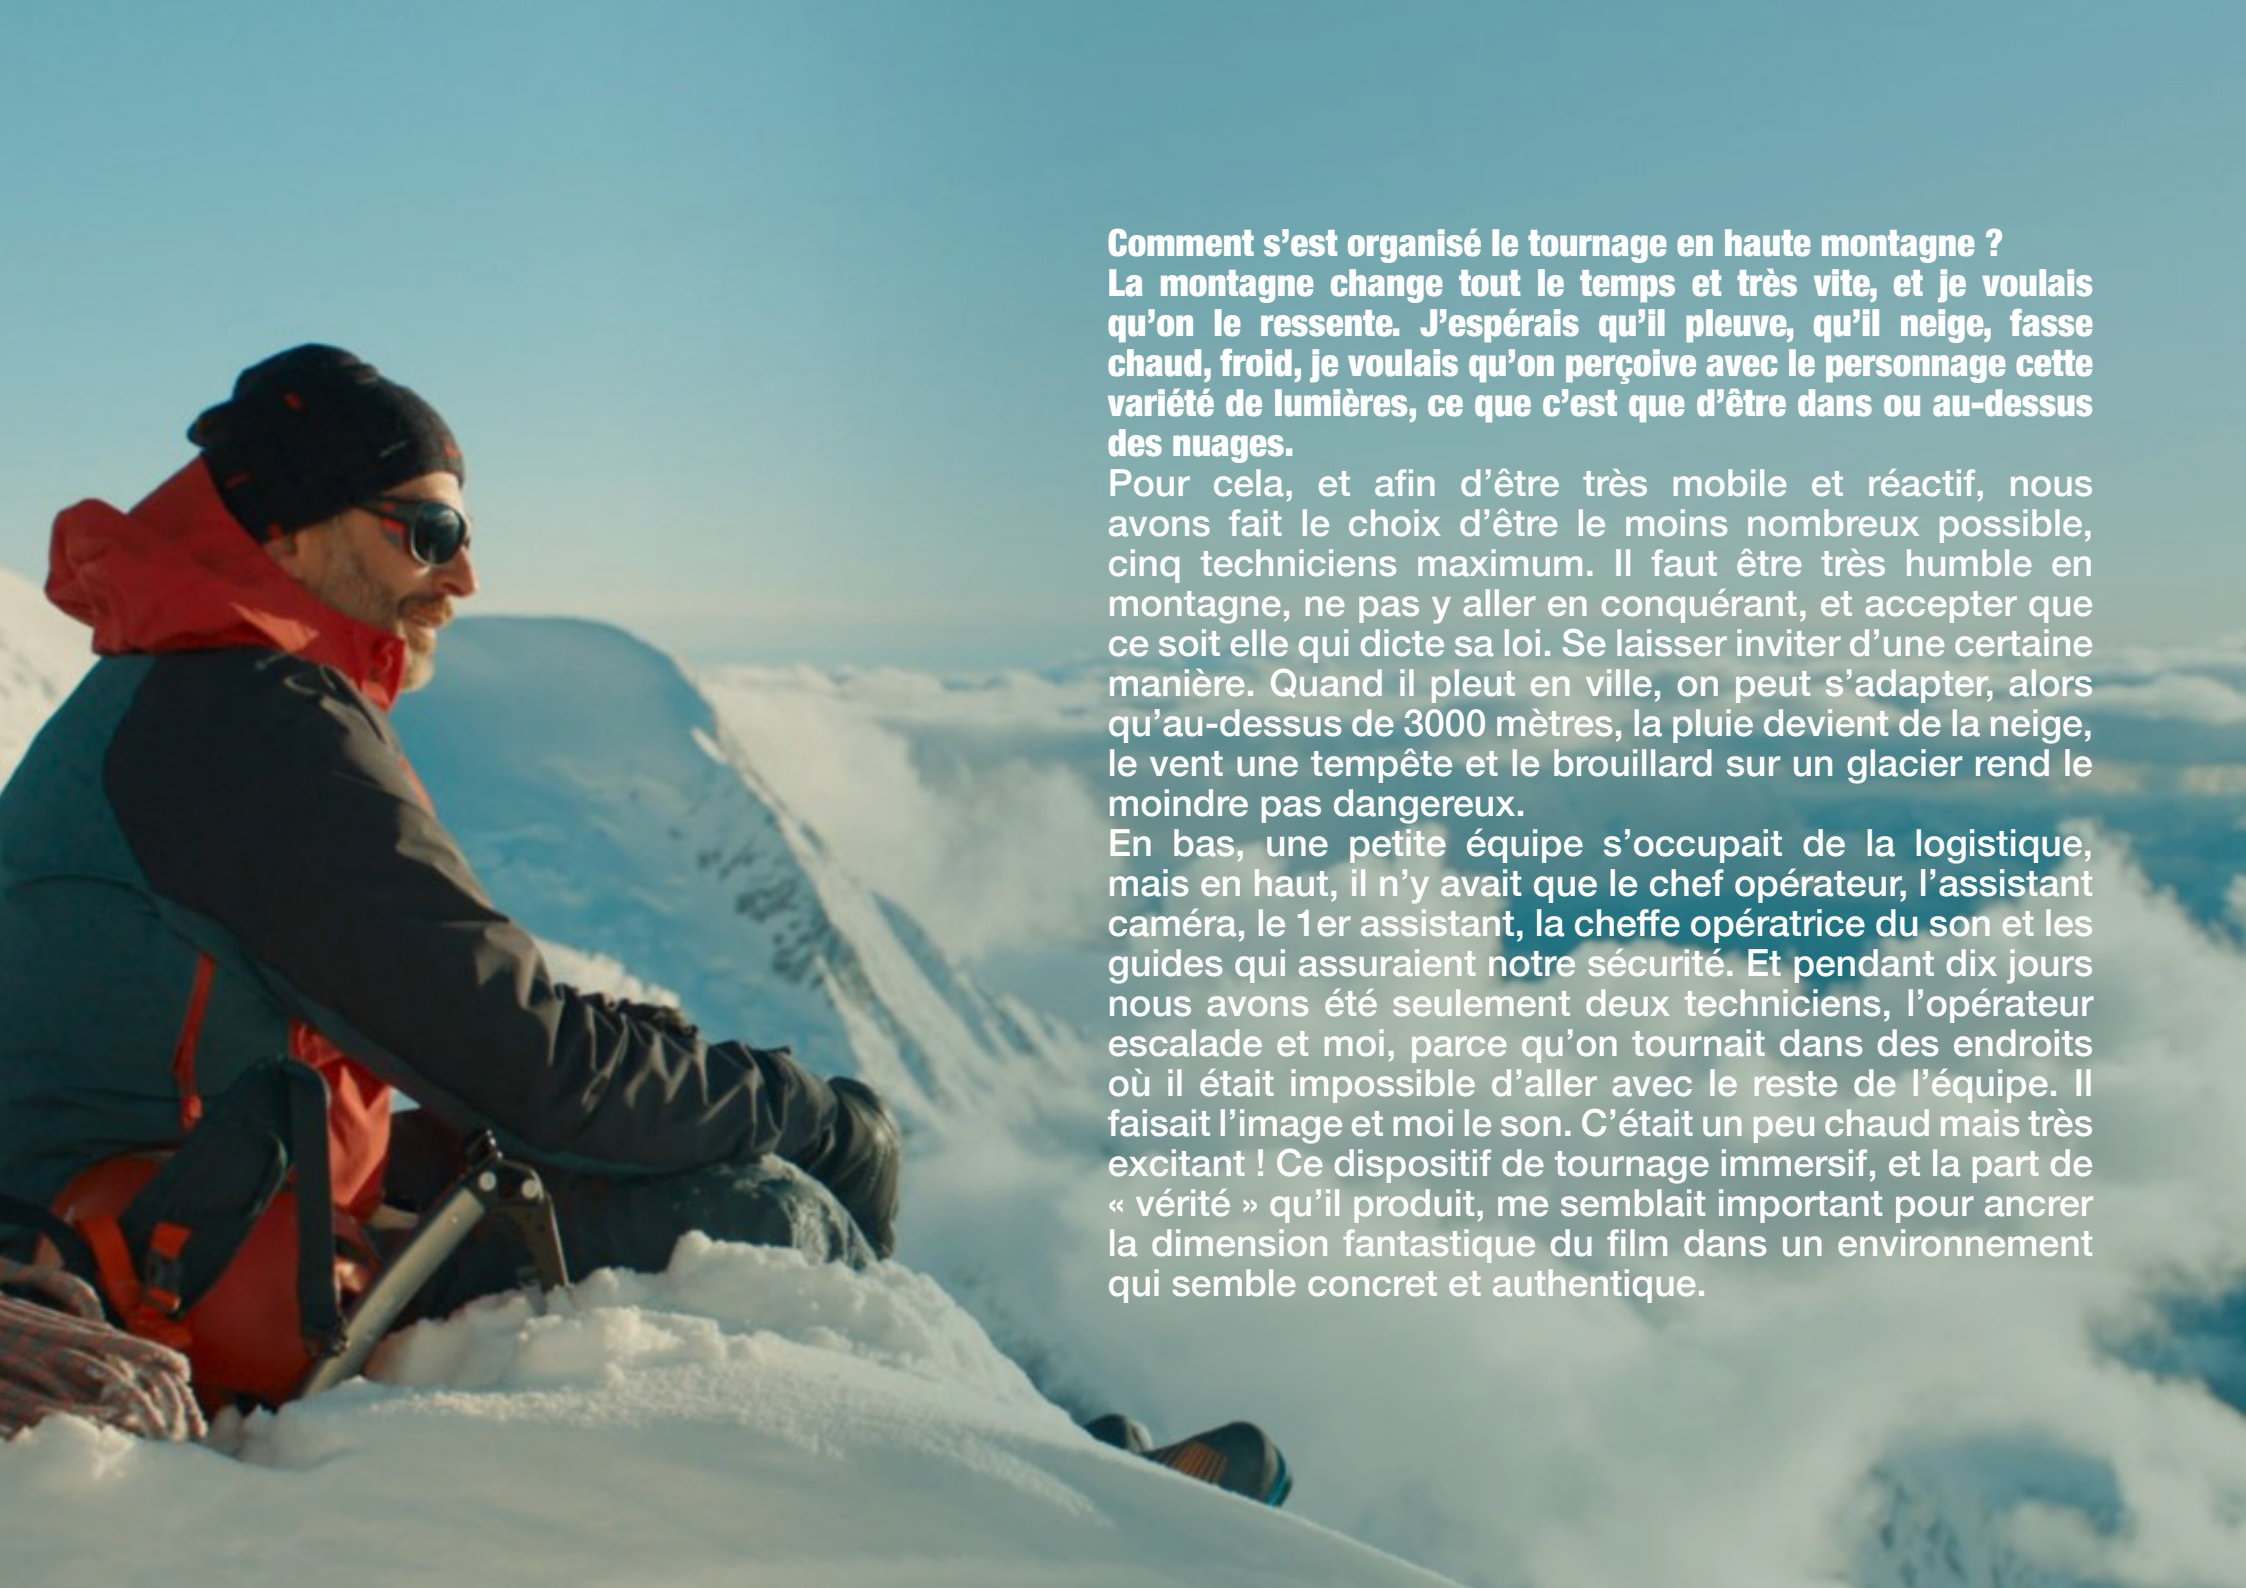 Comment s’est organisé le tournage en haute montagne ?
La montagne change tout le temps et très vite, et je voulais
qu’on le ressente. J’espérais qu’il pleuve, qu’il neige, fasse
chaud, froid, je voulais qu’on perçoive avec le personnage cette
variété de lumières, ce que c’est que d’être dans ou au-dessus
des nuages.
Pour cela, et afin d’être très mobile et réactif, nous
avons fait le choix d’être le moins nombreux possible,
cinq techniciens maximum. Il faut être très humble en
montagne, ne pas y aller en conquérant, et accepter que
ce soit elle qui dicte sa loi. Se laisser inviter d’une certaine
manière. Quand il pleut en ville, on peut s’adapter, alors
qu’au-dessus de 3000 mètres, la pluie devient de la neige,
le vent une tempête et le brouillard sur un glacier rend le
moindre pas dangereux.
En bas, une petite équipe s’occupait de la logistique,
mais en haut, il n’y avait que le chef opérateur, l’assistant
caméra, le 1er assistant, la cheffe opératrice du son et les
guides qui assuraient notre sécurité. Et pendant dix jours
nous avons été seulement deux techniciens, l’opérateur
escalade et moi, parce qu’on tournait dans des endroits
où il était impossible d’aller avec le reste de l’équipe. Il
faisait l’image et moi le son. C’était un peu chaud mais très
excitant ! Ce dispositif de tournage immersif, et la part de
« vérité » qu’il produit, me semblait important pour ancrer
la dimension fantastique du film dans un environnement
qui semble concret et authentique.